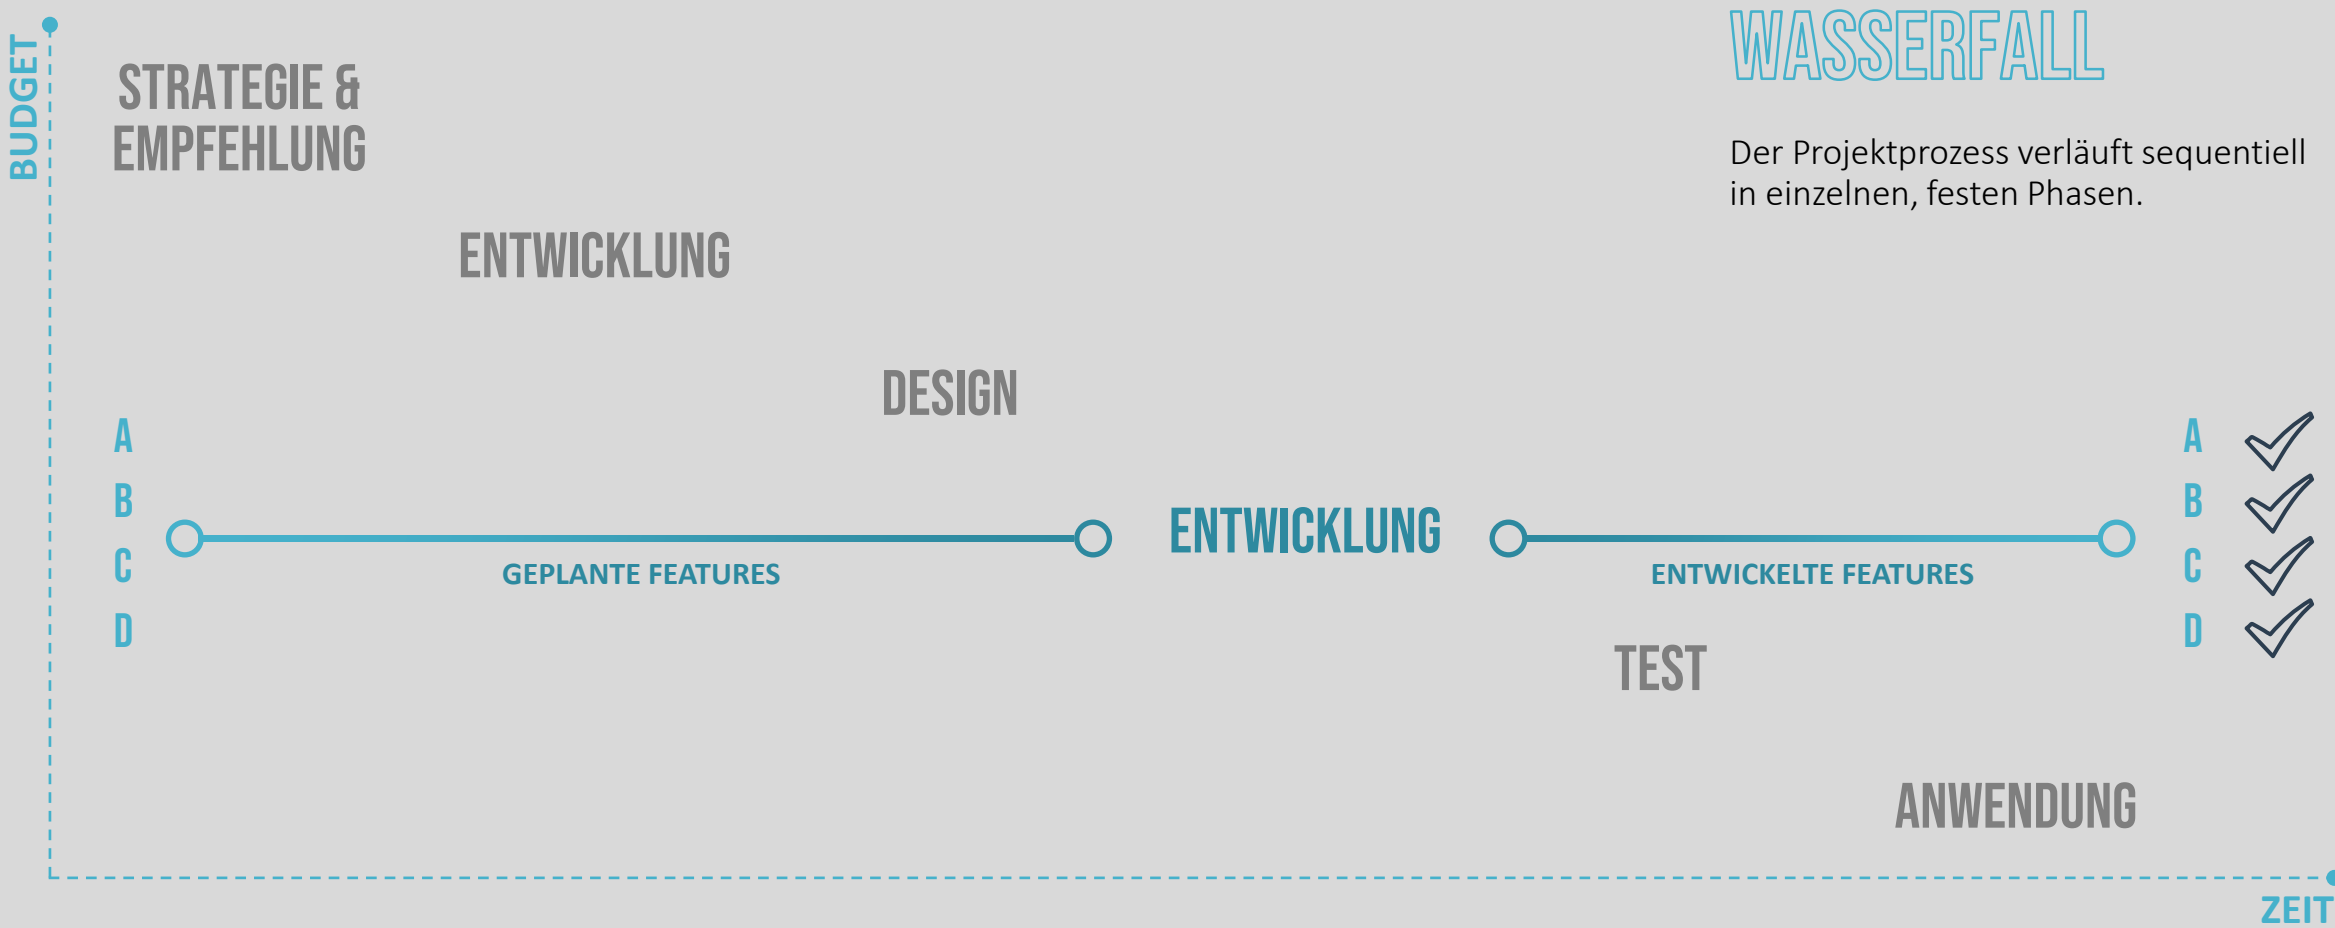 BUDGET
STRATEGIE &
EMPFEHLUNG
ENTWICKLUNG
DESIGN
WASSERFALL
Der Projektprozess verläuft sequentiell
in einzelnen, festen Phasen.
A
B
C
D
GEPLANTE FEATURES
ENTWICKLUNG
ENTWICKELTE FEATURES
A
B
C
D
TEST
ANWENDUNG
ZEIT